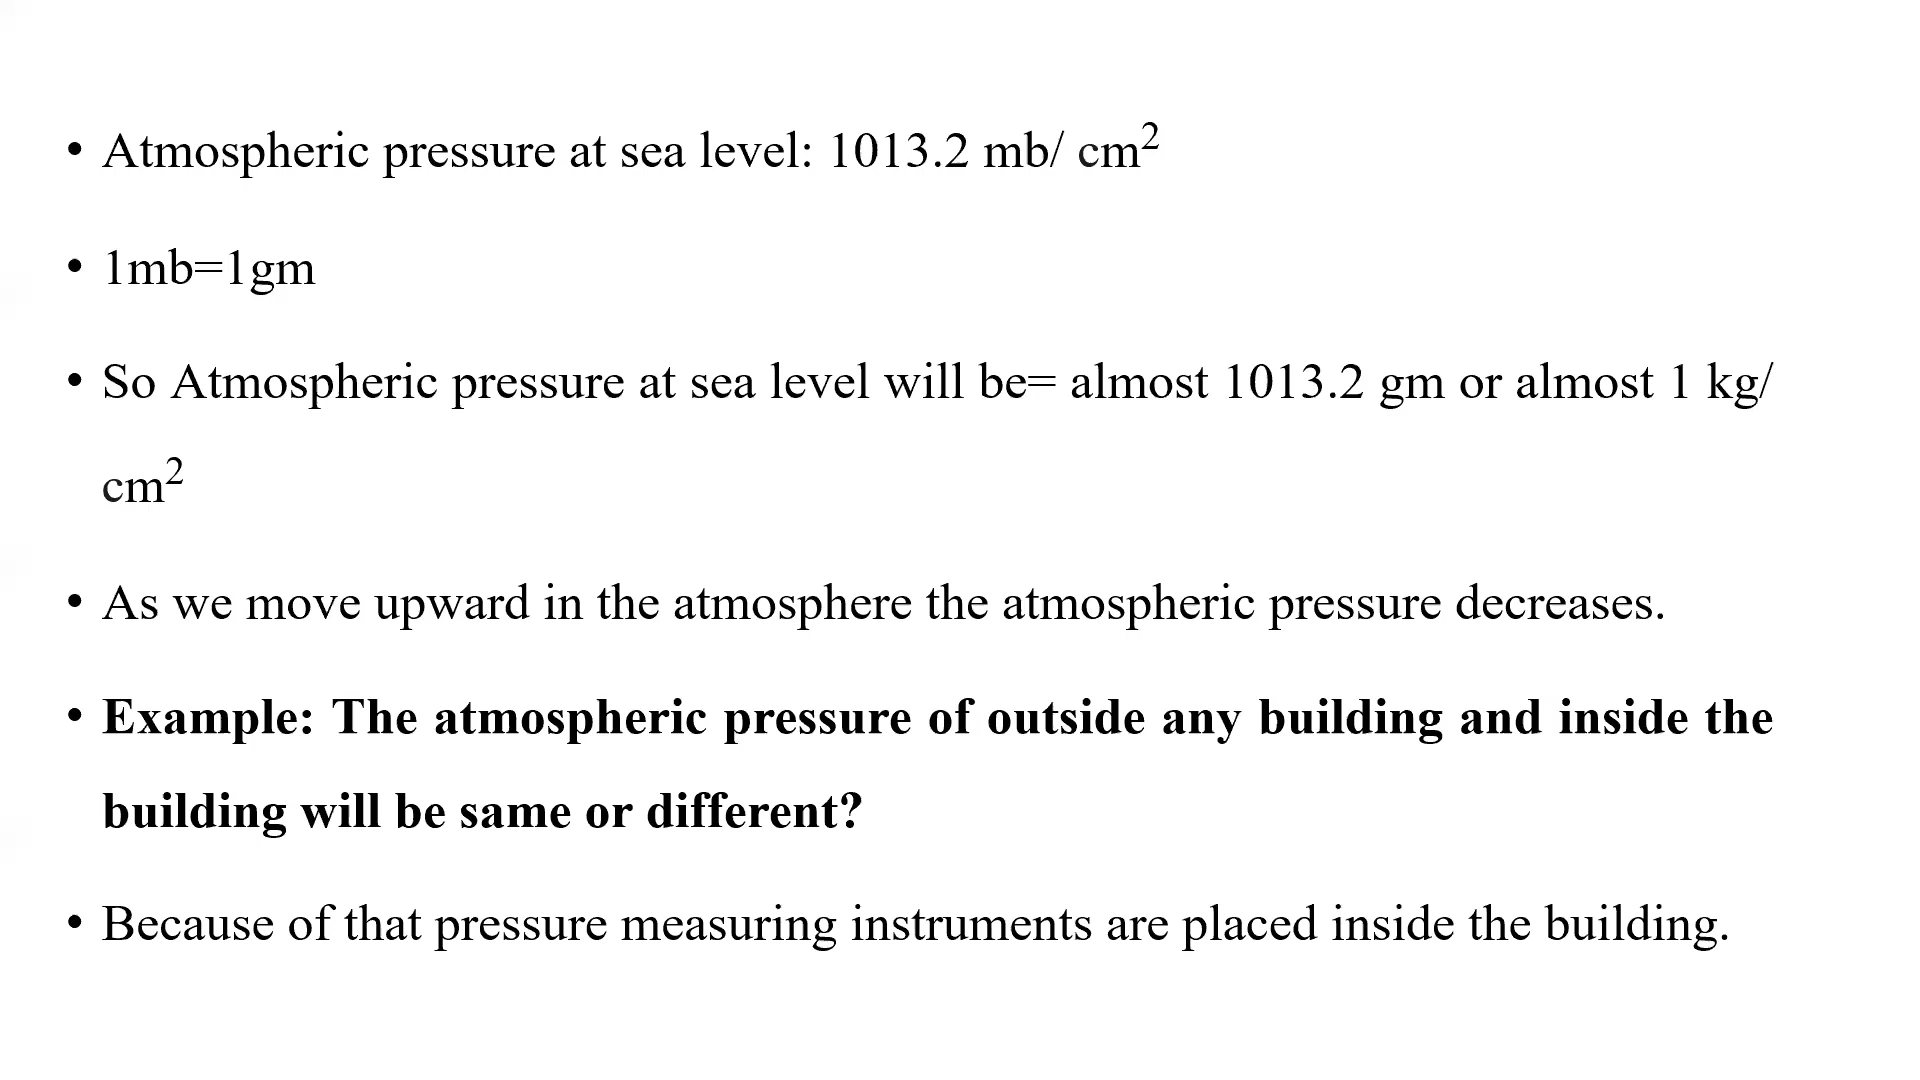 • Atmospheric pressure at sea level: 1013.2 mb/ cm²
• 1mb=1gm
• So Atmospheric pressure at sea level will be= almost 1013.2 gm or almost 1 kg/
cm²
• As we move upward in the atmosphere the atmospheric pressure decreases.
• Example: The atmospheric pressure of outside any building and inside the
building will be same or different?
• Because of that pressure measuring instruments are placed inside the building.